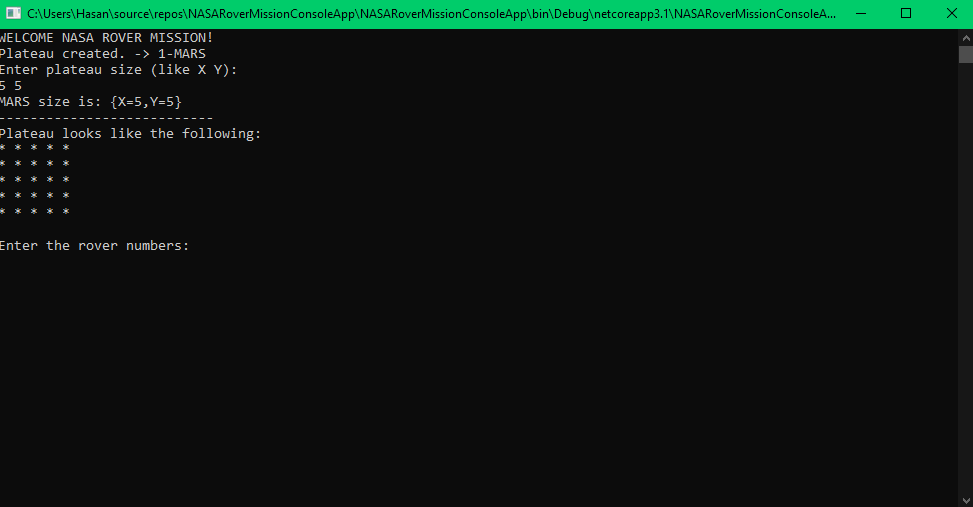 C:\Users\Hasan\source\repos\NASARoverMissionConsoleApp\NASARoverMissionConsoleApp\bin\Debug\netcoreapp3.1\NASARoverMissionConsoleA...
WELCOME NASA ROVER MISSION!
Plateau created. -> 1-MARS
Enter plateau size (like X Y):
5 5
MARS size is: {X=5,Y=5}
---------------------------
Plateau looks like the following:
* * * * *
* * * * *
* * * * *
* * * * *
* * * * *
Enter the rover numbers: